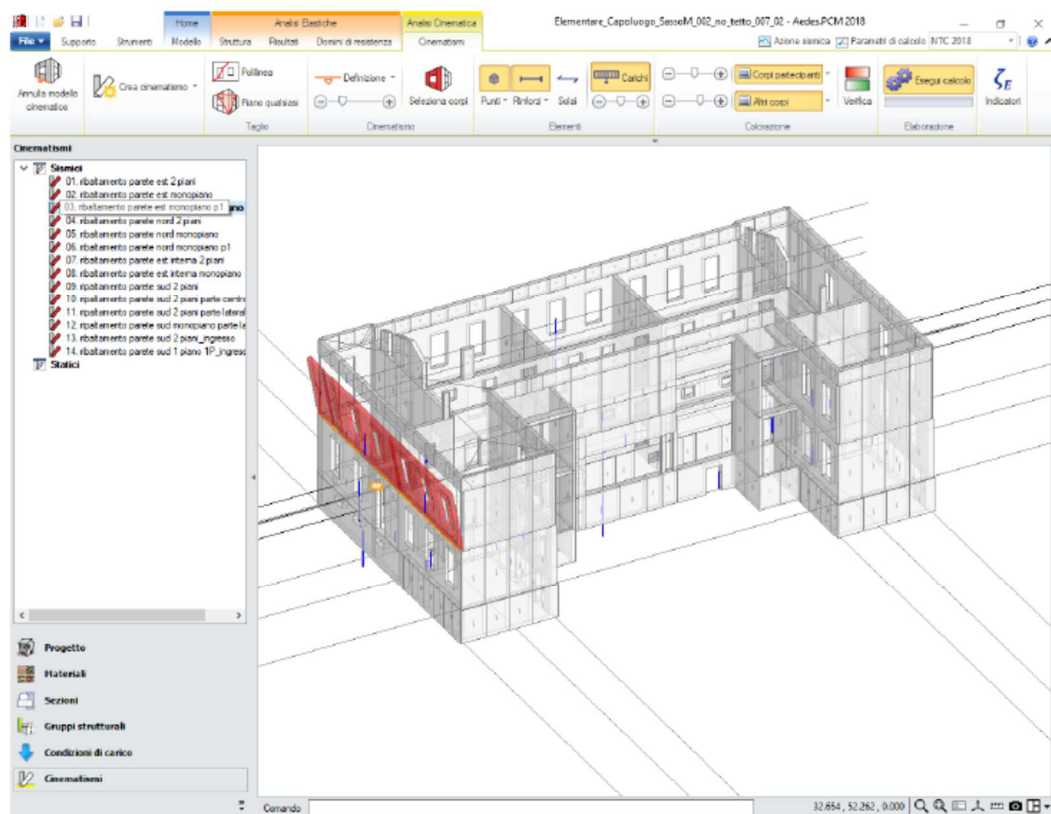 Home Analisi Elastiche Analisi Cinematica Elementare_Capoluogo_SassoM_002_no_tetto_007_02 - Aedes.PCM 2018
File Supporto Strumenti Modello Struttura Risultati Domini di resistenza Cinematismi Azione sismica Parametri di calcolo NTC 2018
Annulla modello cinematico
Crea cinematismo
Polilinea
Piano qualsiasi
Taglio
Definizione
Seleziona corpi
Cinematismo
Punti Rinforzi Solai Carichi
Elementi
Corpi partecipanti
Altri corpi
Verifica
Colorazione
Esegui calcolo
Elaborazione
ζE
Indicatori
Cinematismi
Sismici
01. ribaltamento parete est 2 piani
02. ribaltamento parete est monopiano
03. ribaltamento parete est monopiano p1
04. ribaltamento parete nord 2 piani
05. ribaltamento parete nord monopiano
06. ribaltamento parete nord monopiano p1
07. ribaltamento parete est interna 2 piani
08. ribaltamento parete est interna monopiano
09. ribaltamento parete sud 2 piani
10. ribaltamento parete sud 2 piani parte centr
11. ribaltamento parete sud 2 piani parte lateral
12. ribaltamento parete sud monopiano parte la
13. ribaltamento parete sud 2 piani_ingresso
14. ribaltamento parete sud 1 piano 1P_ingresc
Statici
Progetto
Materiali
Sezioni
Gruppi strutturali
Condizioni di carico
Cinematismi
Comando 32.654 , 52.262 , 0.000